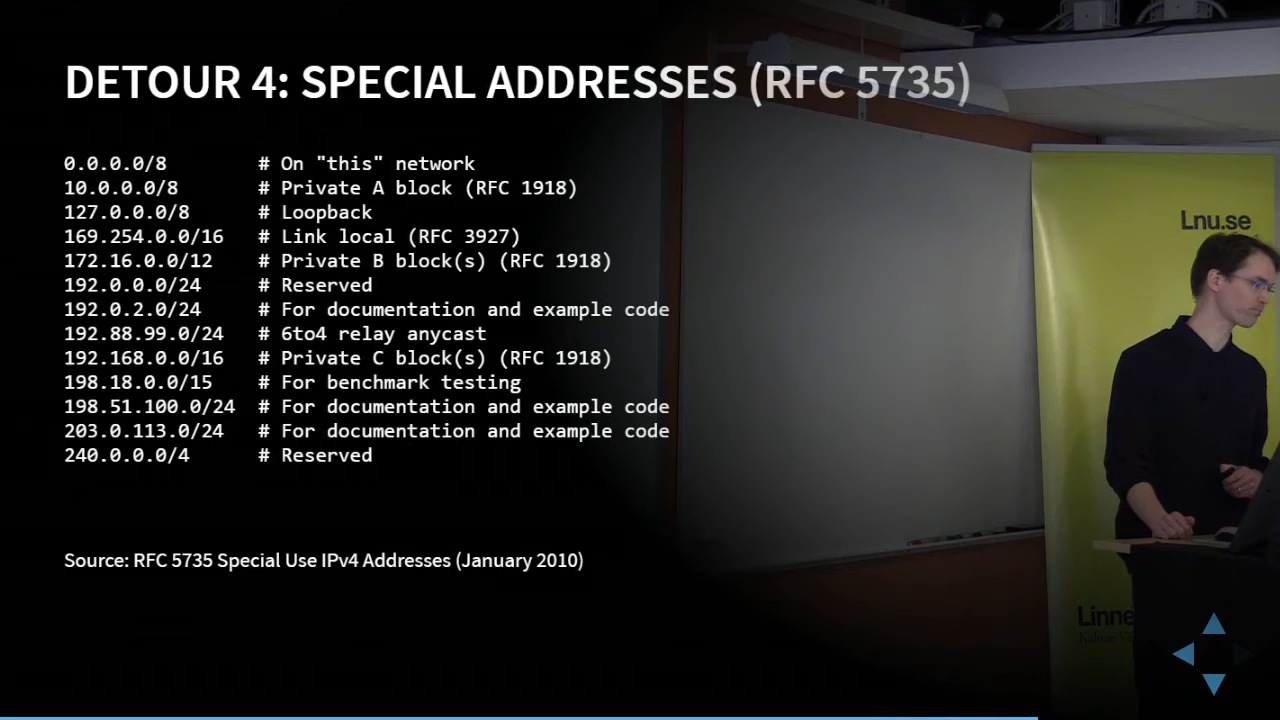 DETOUR 4: SPECIAL ADDRESSES (RFC 5735)
0.0.0.0/8 # On "this" network
10.0.0.0/8 # Private A block (RFC 1918)
127.0.0.0/8 # Loopback
169.254.0.0/16 # Link local (RFC 3927)
172.16.0.0/12 # Private B block(s) (RFC 1918)
192.0.0.0/24 # Reserved
192.0.2.0/24 # For documentation and example code
192.88.99.0/24 # 6to4 relay anycast
192.168.0.0/16 # Private C block(s) (RFC 1918)
198.18.0.0/15 # For benchmark testing
198.51.100.0/24 # For documentation and example code
203.0.113.0/24 # For documentation and example code
240.0.0.0/4 # Reserved
Source: RFC 5735 Special Use IPv4 Addresses (January 2010)
Lnu.se
Linne